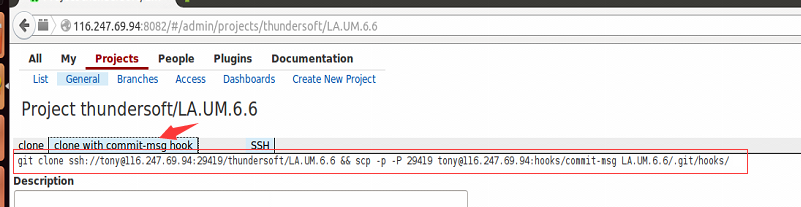 116.247.69.94:8082/#/admin/projects/thundersoft/LA.UM.6.6
All My Projects People Plugins Documentation
List General Branches Access Dashboards Create New Project
Project thundersoft/LA.UM.6.6
clone clone with commit-msg hook SSH
git clone ssh://tony@116.247.69.94:29419/thundersoft/LA.UM.6.6 && scp -p -P 29419 tony@116.247.69.94:hooks/commit-msg LA.UM.6.6/.git/hooks/
Description